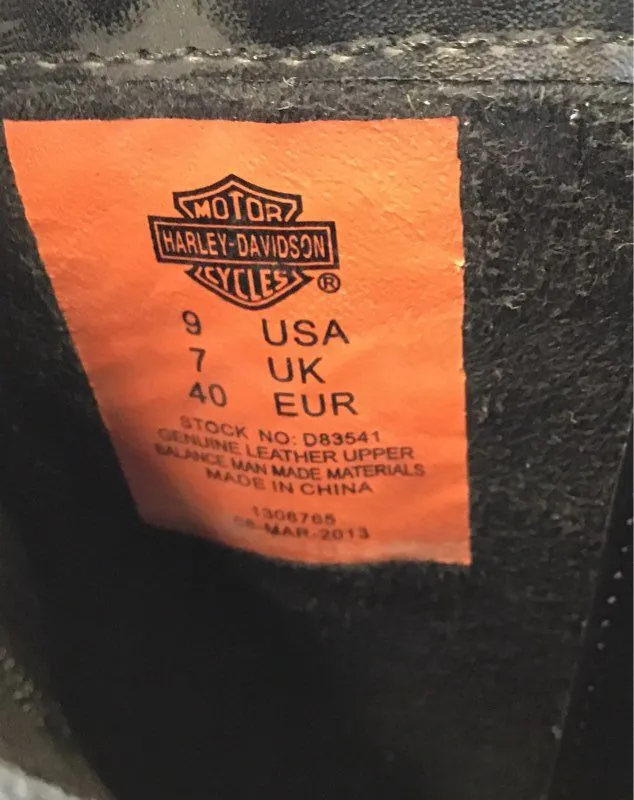 MOTOR
HARLEY-DAVIDSON
CYCLES
®
9 USA
7 UK
40 EUR
STOCK NO: D83541
GENUINE LEATHER UPPER
BALANCE MAN MADE MATERIALS
MADE IN CHINA
1306765
MAR-2013